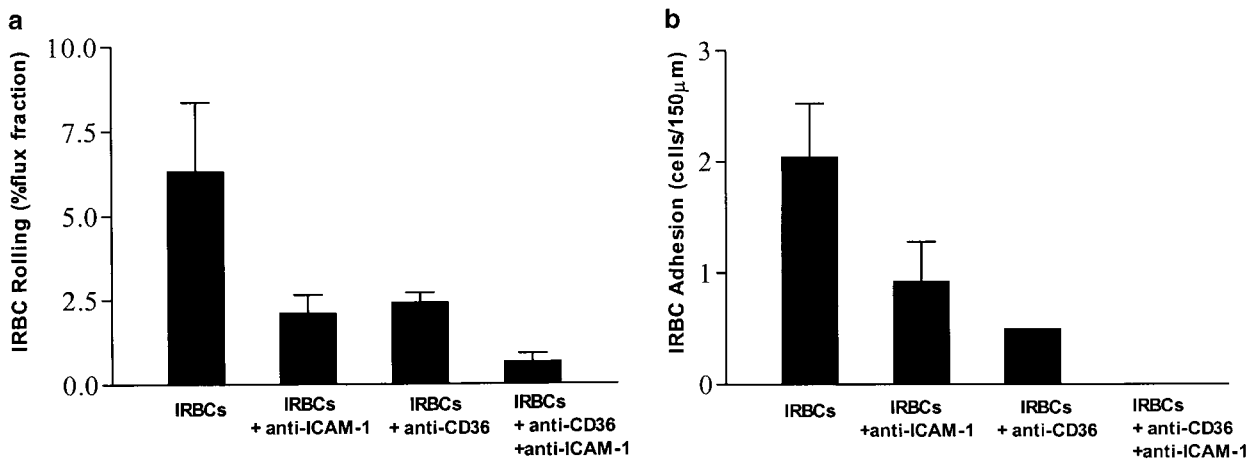 a
IRBC Rolling (%flux fraction)
10.0
7.5
5.0
2.5
0.0
IRBCs
IRBCs
+ anti-ICAM-1
IRBCs
+ anti-CD36
IRBCs
+ anti-CD36
+anti-ICAM-1
b
IRBC Adhesion (cells/150µm)
3
2
1
0
IRBCs
IRBCs
+anti-ICAM-1
IRBCs
+ anti-CD36
IRBCs
+ anti-CD36
+anti-ICAM-1